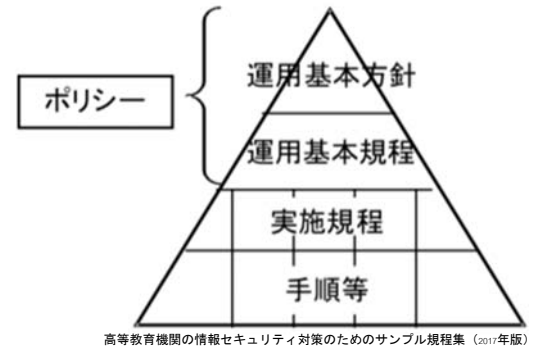 運用基本方針
ポリシー
運用基本規程
実施規程
手順等
高等教育機関の情報セキュリティ対策のためのサンプル規程集（2017年版）